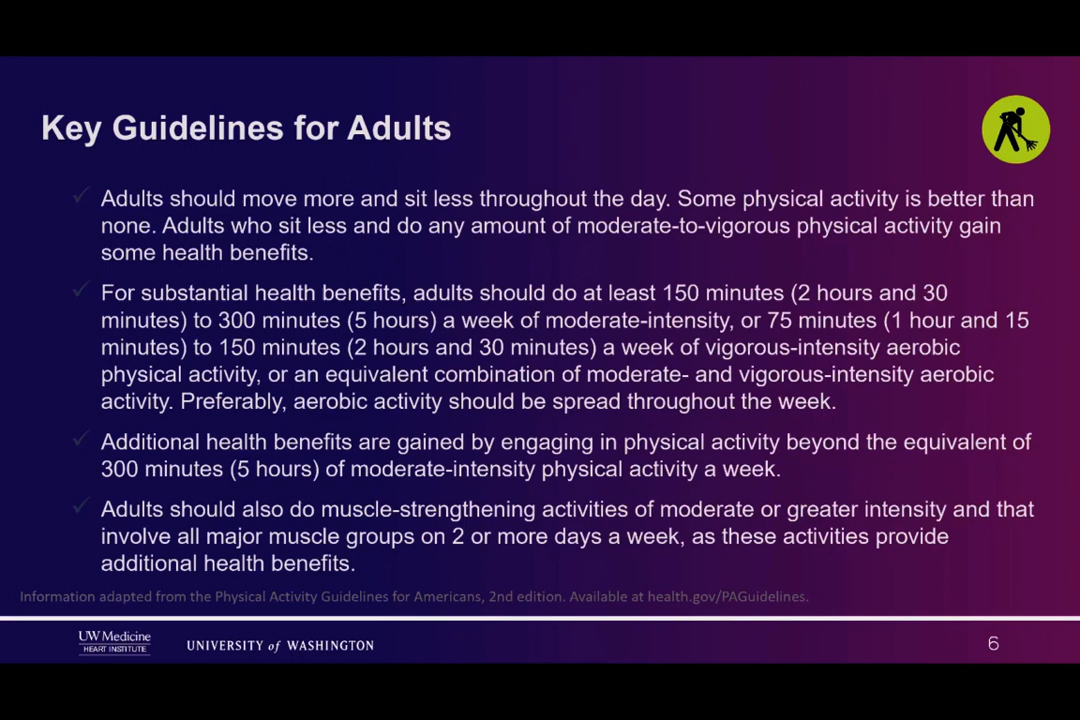 Key Guidelines for Adults
Adults should move more and sit less throughout the day. Some physical activity is better than
none. Adults who sit less and do any amount of moderate-to-vigorous physical activity gain
some health benefits.
For substantial health benefits, adults should do at least 150 minutes (2 hours and 30
minutes) to 300 minutes (5 hours) a week of moderate-intensity, or 75 minutes (1 hour and 15
minutes) to 150 minutes (2 hours and 30 minutes) a week of vigorous-intensity aerobic
physical activity, or an equivalent combination of moderate- and vigorous-intensity aerobic
activity. Preferably, aerobic activity should be spread throughout the week.
Additional health benefits are gained by engaging in physical activity beyond the equivalent of
300 minutes (5 hours) of moderate-intensity physical activity a week.
Adults should also do muscle-strengthening activities of moderate or greater intensity and that
involve all major muscle groups on 2 or more days a week, as these activities provide
additional health benefits.
Information adapted from the Physical Activity Guidelines for Americans, 2nd edition. Available at health.gov/PAGuidelines.
UW Medicine
HEART INSTITUTE
UNIVERSITY of WASHINGTON
6